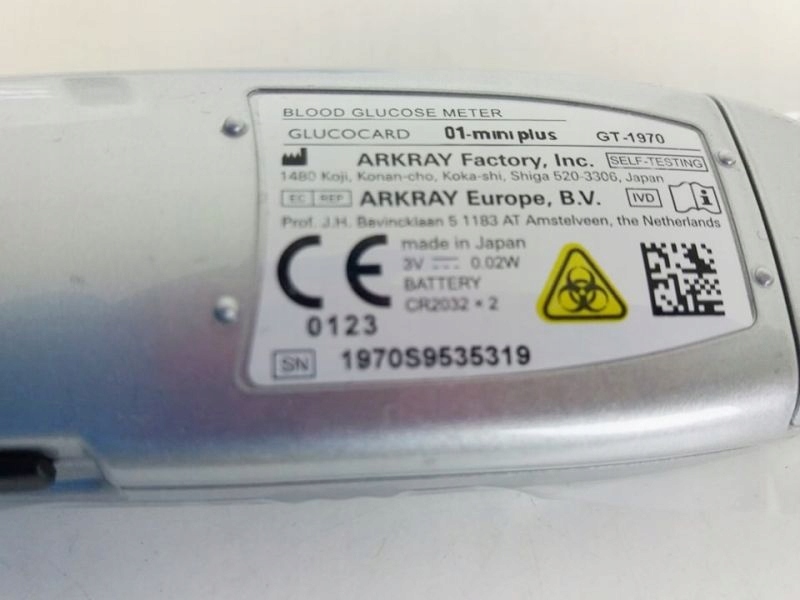 BLOOD GLUCOSE METER
GLUCOCARD 01-mini plus GT-1970
ARKRAY Factory, Inc. SELF-TESTING
1480 Koji, Konan-cho, Koka-shi, Shiga 520-3306, Japan
EC REP ARKRAY Europe, B.V. IVD i
Prof. J.H. Bavincklaan 5 1183 AT Amstelveen, the Netherlands
CE made in Japan
3V 0.02W
BATTERY
CR2032 * 2
0123
SN 1970S9535319